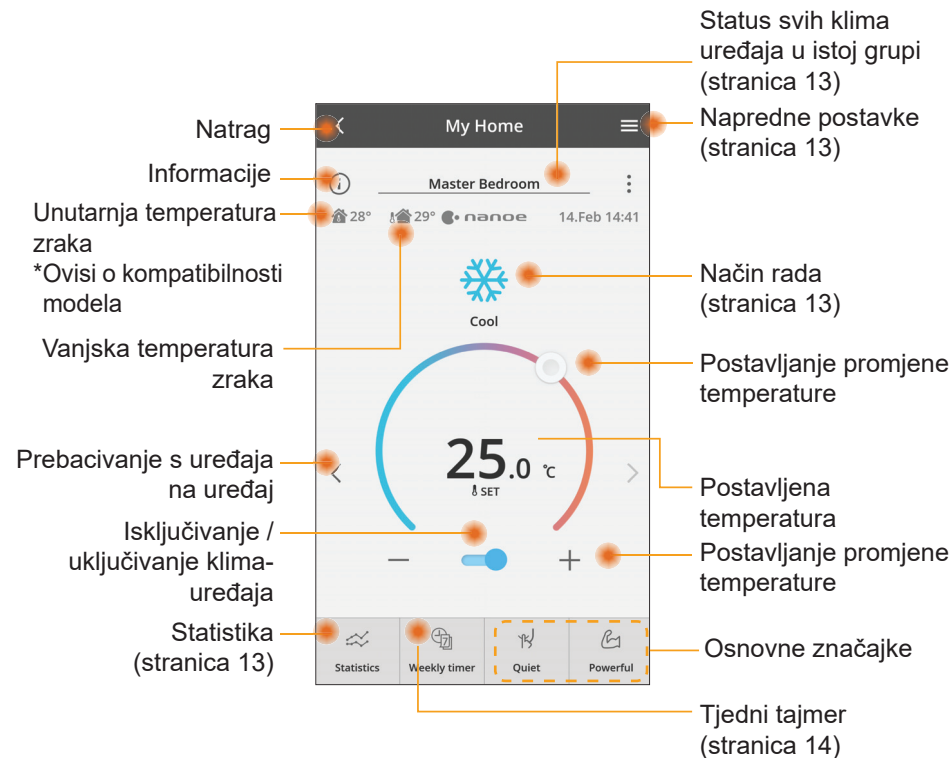 Status svih klima
uređaja u istoj grupi
(stranica 13)
Natrag
My Home
Napredne postavke
(stranica 13)
Informacije
Master Bedroom
Unutarnja temperatura
zraka
*Ovisi o kompatibilnosti
modela
28°
29°
nanoe
14.Feb 14:41
Način rada
(stranica 13)
Cool
Vanjska temperatura
zraka
Postavljanje promjene
temperature
Prebacivanje s uređaja
na uređaj
25.0 °C
SET
Postavljena
temperatura
Isključivanje /
uključivanje klima-
uređaja
Postavljanje promjene
temperature
Statistika
(stranica 13)
7
Statistics
Weekly timer
Quiet
Powerful
Osnovne značajke
Tjedni tajmer
(stranica 14)